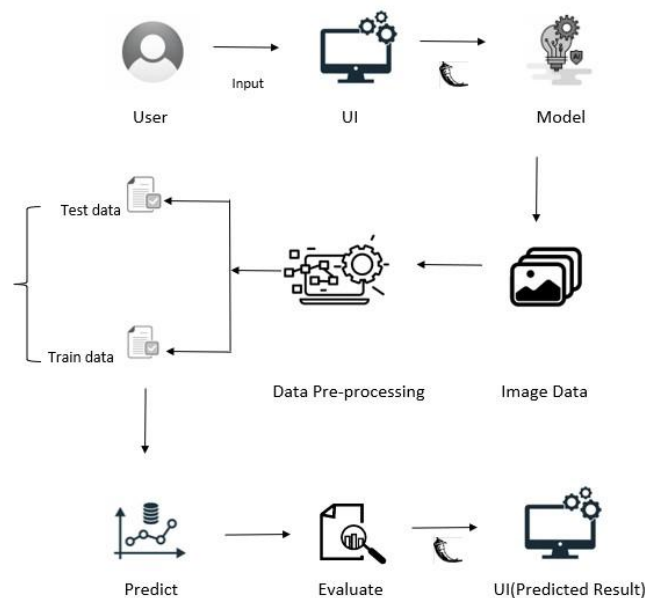 Input
User
UI
Model
Test data
Train data
Data Pre-processing
Image Data
Predict
Evaluate
UI(Predicted Result)